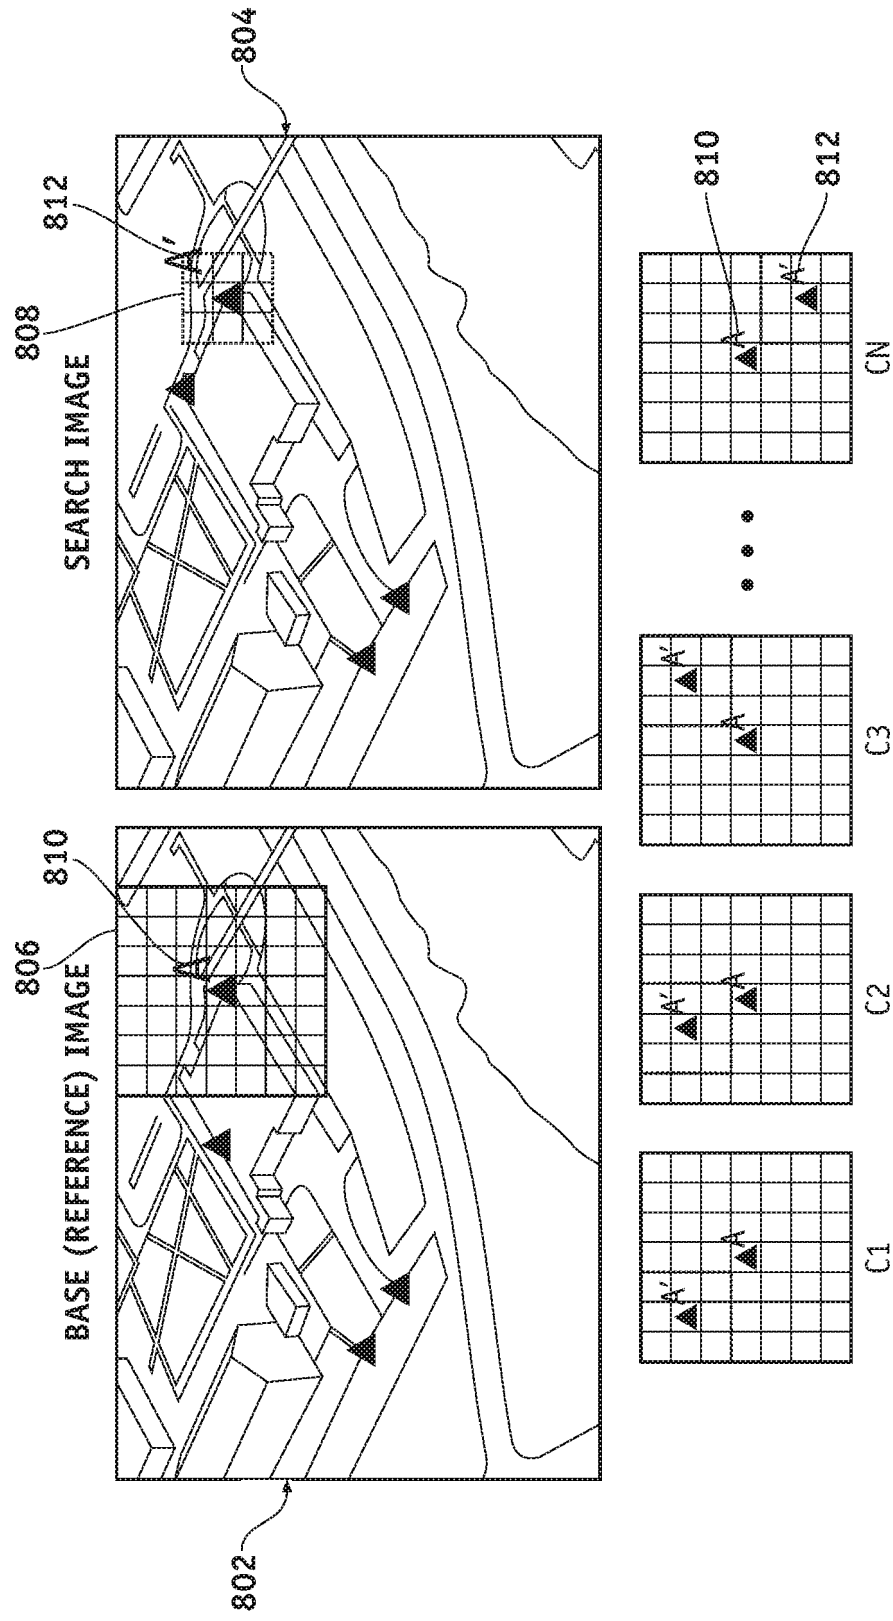 BASE (REFERENCE) IMAGE
SEARCH IMAGE
806
810
808
812
802
804
A
A'
A'
A
A'
A
A'
A
A
A'
810
812
C1
C2
C3
CN